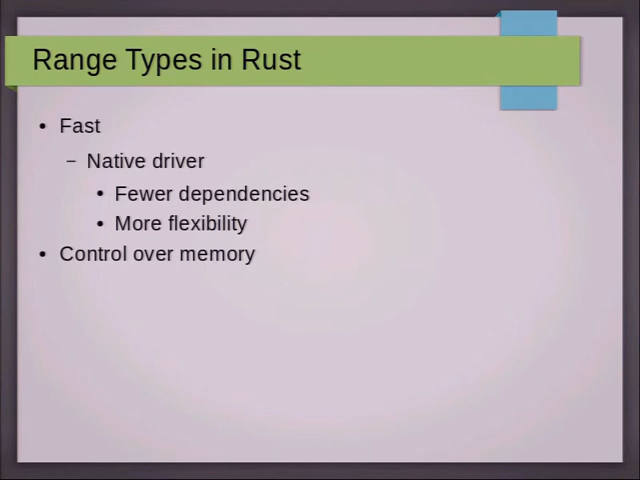 Range Types in Rust
• Fast
– Native driver
• Fewer dependencies
• More flexibility
• Control over memory